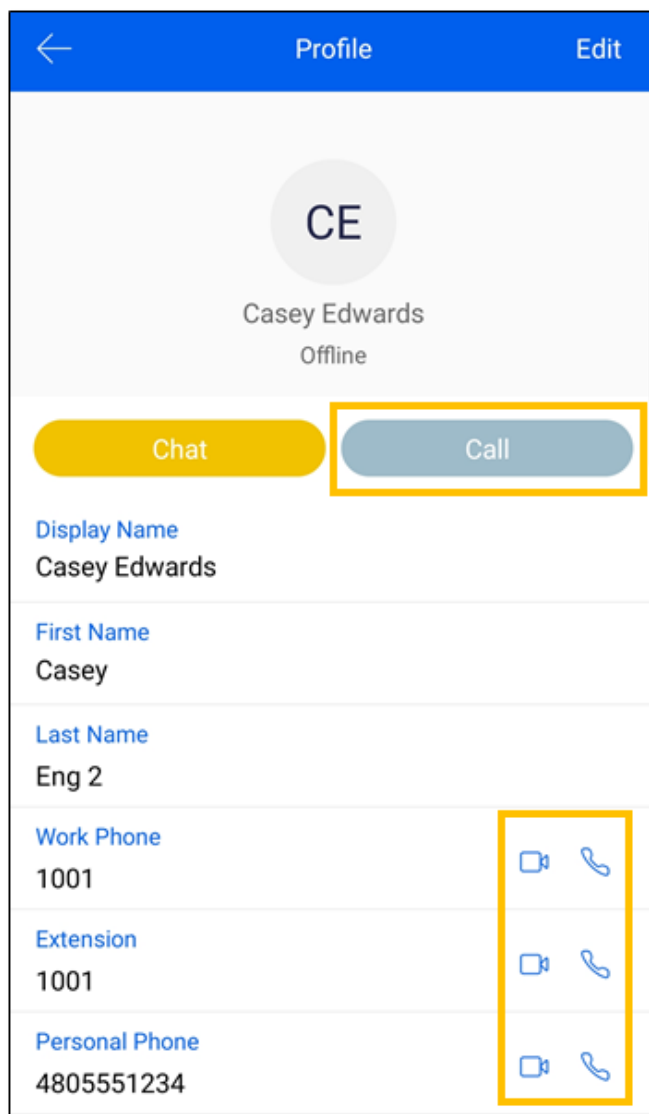 Profile Edit
CE
Casey Edwards
Offline
Chat Call
Display Name
Casey Edwards
First Name
Casey
Last Name
Eng 2
Work Phone
1001
Extension
1001
Personal Phone
4805551234